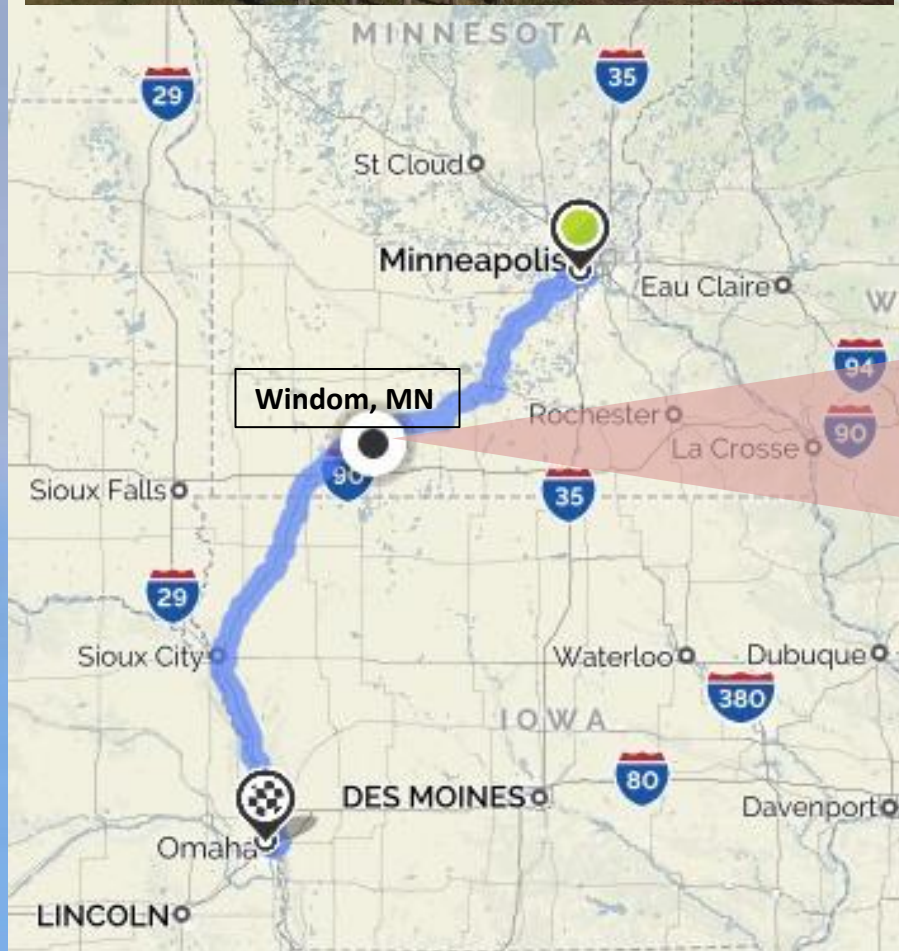 MINNESOTA
29
35
St Cloud
Minneapolis
Eau Claire
W
94
Windom, MN
Rochester
90
La Crosse
90
Sioux Falls
35
29
Sioux City
Waterloo
Dubuque
380
IOWA
80
DES MOINES
Davenport
Omaha
LINCOLN